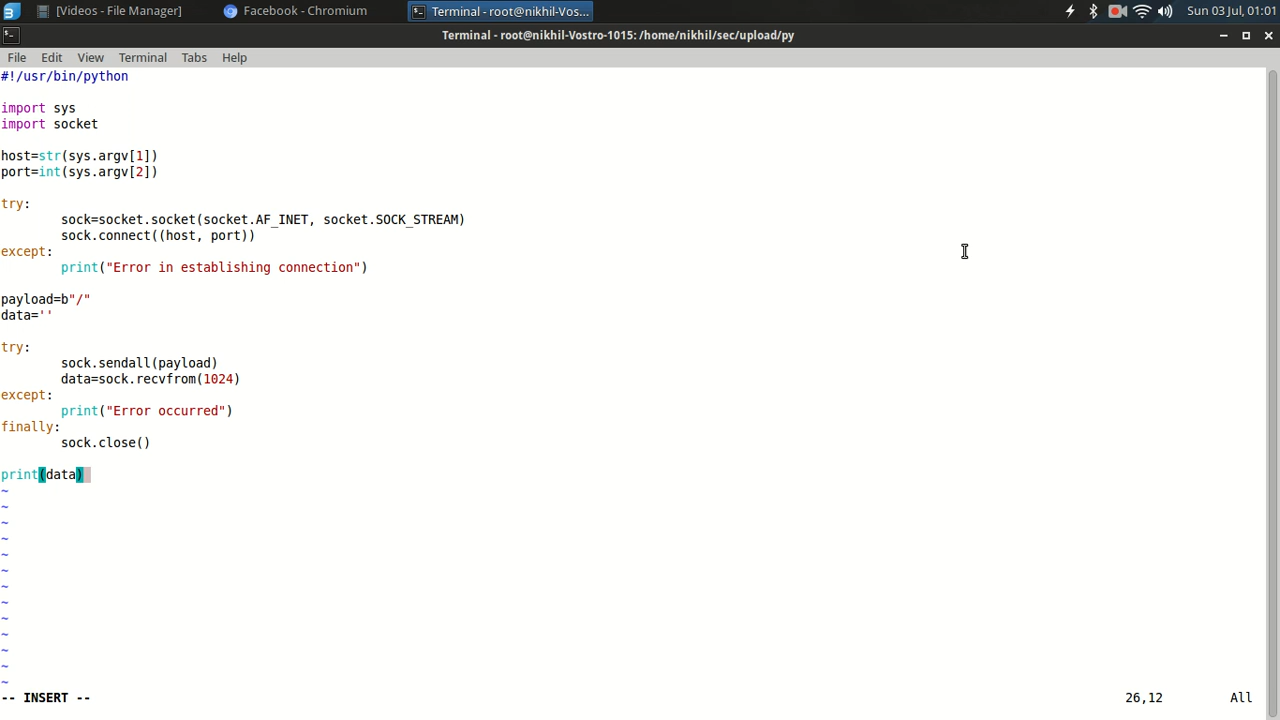 [Videos - File Manager] Facebook - Chromium Terminal - root@nikhil-Vos... Sun 03 Jul, 01:01
Terminal - root@nikhil-Vostro-1015: /home/nikhil/sec/upload/py
File Edit View Terminal Tabs Help
#!/usr/bin/python
import sys
import socket
host=str(sys.argv[1])
port=int(sys.argv[2])
try:
        sock=socket.socket(socket.AF_INET, socket.SOCK_STREAM)
        sock.connect((host, port))
except:
        print("Error in establishing connection")
payload=b"/"
data=''
try:
        sock.sendall(payload)
        data=sock.recvfrom(1024)
except:
        print("Error occurred")
finally:
        sock.close()
print(data)
~
~
~
~
~
~
~
~
~
~
~
~
~
-- INSERT -- 26,12 All